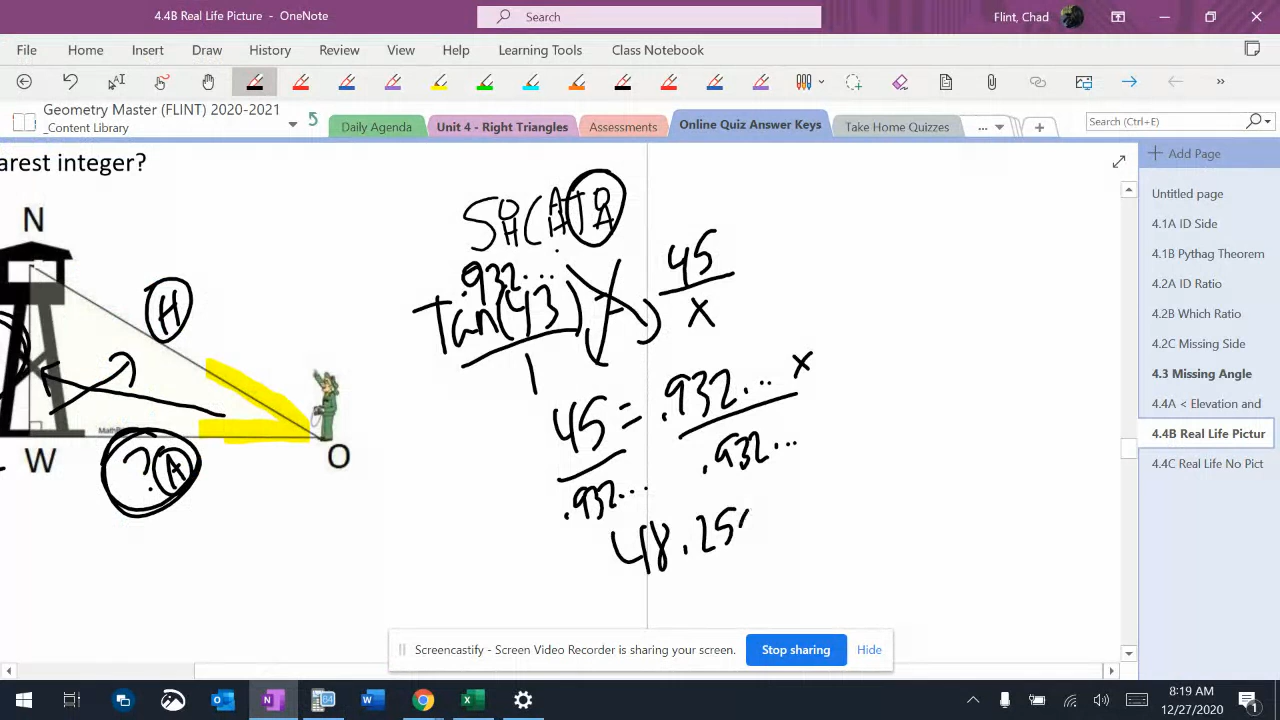 4.4B Real Life Picture - OneNote
Search
Flint, Chad
File Home Insert Draw History Review View Help Learning Tools Class Notebook
Geometry Master (FLINT) 2020-2021
_Content Library
Daily Agenda
Unit 4 - Right Triangles
Assessments
Online Quiz Answer Keys
Take Home Quizzes
...
Search (Ctrl+E)
Add Page
Untitled page
4.1A ID Side
4.1B Pythag Theorem
4.2A ID Ratio
4.2B Which Ratio
4.2C Missing Side
4.3 Missing Angle
4.4A < Elevation and
4.4B Real Life Pictur
4.4C Real Life No Pict
arest integer?
N
H
W
?
A
O
S O H C A H T O A
.932...
tan(43)
1
45
x
45 = .932... x
.932... .932...
48.25
Screencastify - Screen Video Recorder is sharing your screen.
Stop sharing
Hide
8:19 AM
12/27/2020